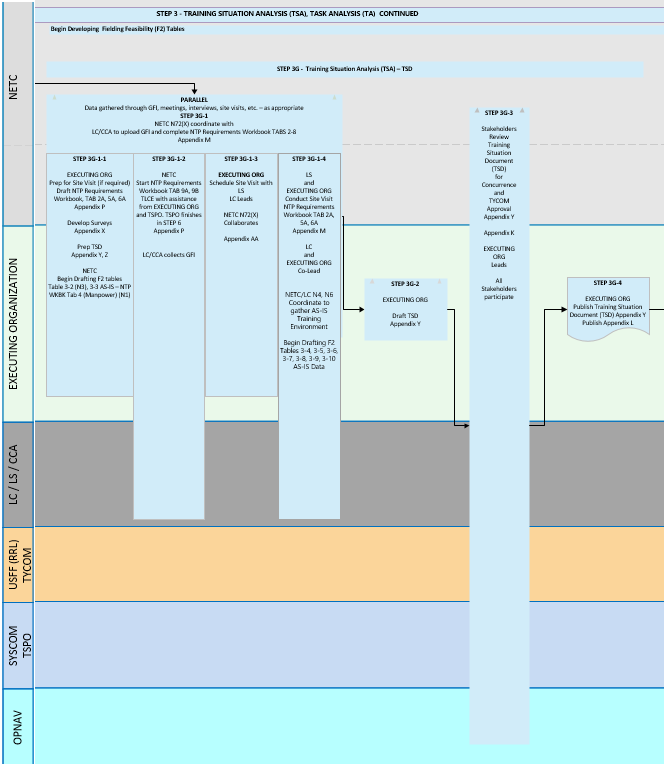 STEP 3 - TRAINING SITUATION ANALYSIS (TSA), TASK ANALYSIS (TA)  CONTINUED
Begin Developing  Fielding Feasibility (F2) Tables
STEP 3G -  Training Situation Analysis (TSA) – TSD
NETC
PARALLEL
Data gathered through GFI, meetings, interviews, site visits, etc. – as appropriate
STEP 3G-1
NETC N72(X) coordinate with
LC/CCA to upload GFI and complete NTP Requirements Workbook TABS 2-8
Appendix M
STEP 3G-1-1
EXECUTING ORG
Prep for Site Visit (if required)
Draft NTP Requirements
Workbook, TAB 2A, 5A, 6A
Appendix P
Develop Surveys
Appendix X
Prep TSD
Appendix Y, Z
NETC
Begin Drafting F2 tables
Table 3-2 (N3), 3-3 AS-IS – NTP
WKBK Tab 4 (Manpower) (N1)
STEP 3G-1-2
NETC
Start NTP Requirements
Workbook TAB 9A, 9B
TLCE with assistance
from EXECUTING ORG
and TSPO. TSPO finishes
in STEP 6
Appendix P
LC/CCA collects GFI
STEP 3G-1-3
EXECUTING ORG
Schedule Site Visit with
LS
LC Leads
NETC N72(X)
Collaborates
Appendix AA
STEP 3G-1-4
LS
and
EXECUTING ORG
Conduct Site Visit
NTP Requirements
Workbook TAB 2A,
5A, 6A
Appendix M
LC
and
EXECUTING ORG
Co-Lead
NETC/LC N4, N6
Coordinate to
gather AS-IS
Training
Environment
Begin Drafting F2
Tables 3-4, 3-5, 3-6,
3-7, 3-8, 3-9, 3-10
AS-IS Data
STEP 3G-2
EXECUTING ORG
Draft TSD
Appendix Y
STEP 3G-3
Stakeholders
Review
Training
Situation
Document
(TSD)
for
Concurrence
and
TYCOM
Approval
Appendix Y
Appendix K
EXECUTING
ORG
Leads
All
Stakeholders
participate
STEP 3G-4
EXECUTING ORG
Publish Training Situation
Document (TSD) Appendix Y
Publish Appendix L
EXECUTING ORGANIZATION
LC / LS / CCA
USFF (RRL)
TYCOM
SYSCOM
TSPO
OPNAV